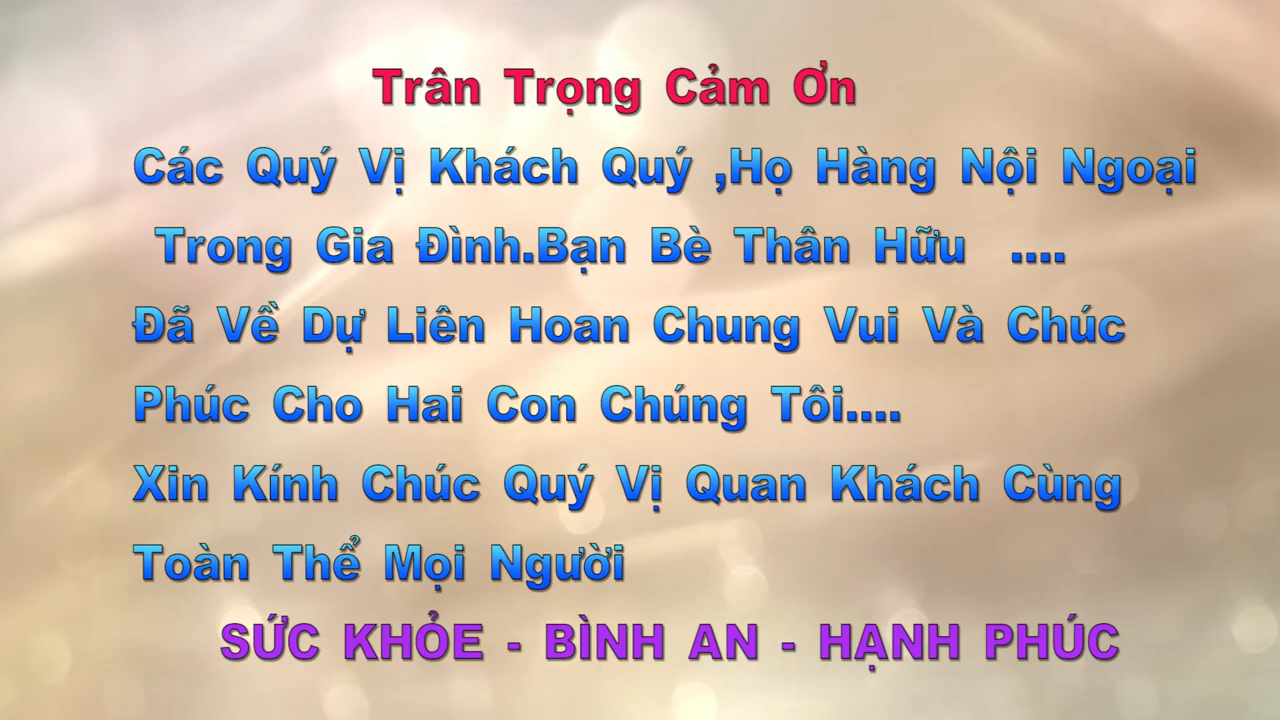 Trân Trọng Cảm Ơn
Các Quý Vị Khách Quý ,Họ Hàng Nội Ngoại
Trong Gia Đình.Bạn Bè Thân Hữu ....
Đã Về Dự Liên Hoan Chung Vui Và Chúc
Phúc Cho Hai Con Chúng Tôi....
Xin Kính Chúc Quý Vị Quan Khách Cùng
Toàn Thể Mọi Người
SỨC KHỎE - BÌNH AN - HẠNH PHÚC